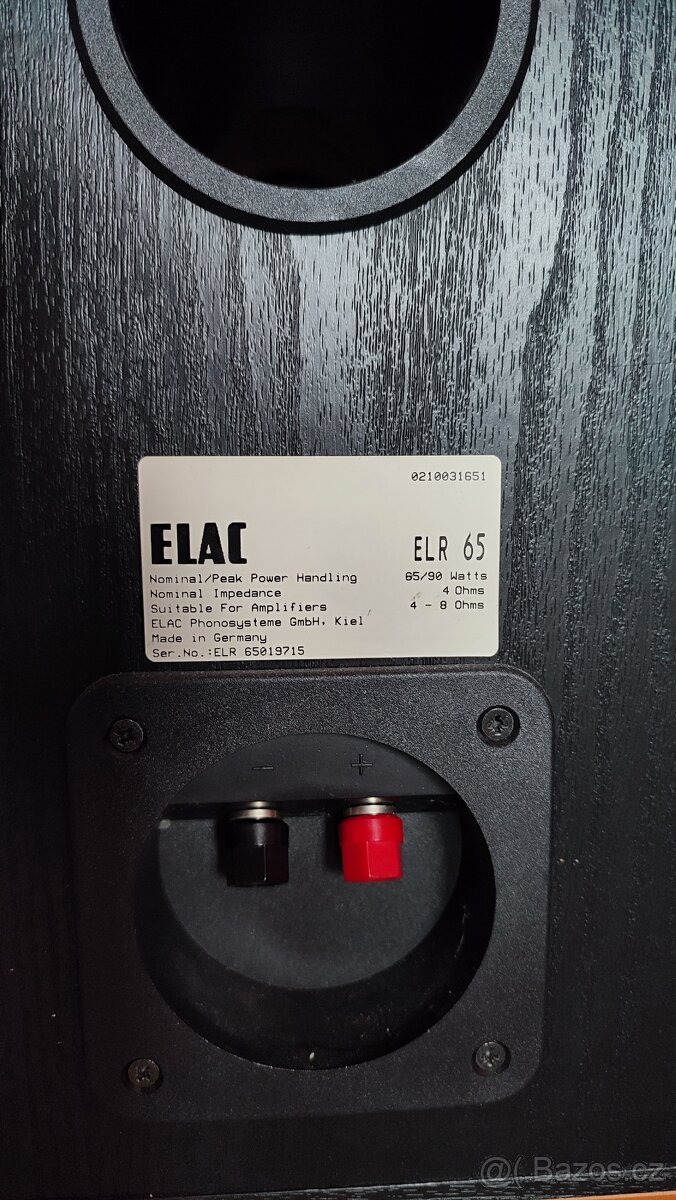 0210031651
ELAC ELR 65
Nominal/Peak Power Handling 65/90 Watts
Nominal Impedance 4 Ohms
Suitable For Amplifiers 4 - 8 Ohms
ELAC Phonosysteme GmbH, Kiel
Made in Germany
Ser.No.:ELR 65019715
- +
@( Bazos.cz